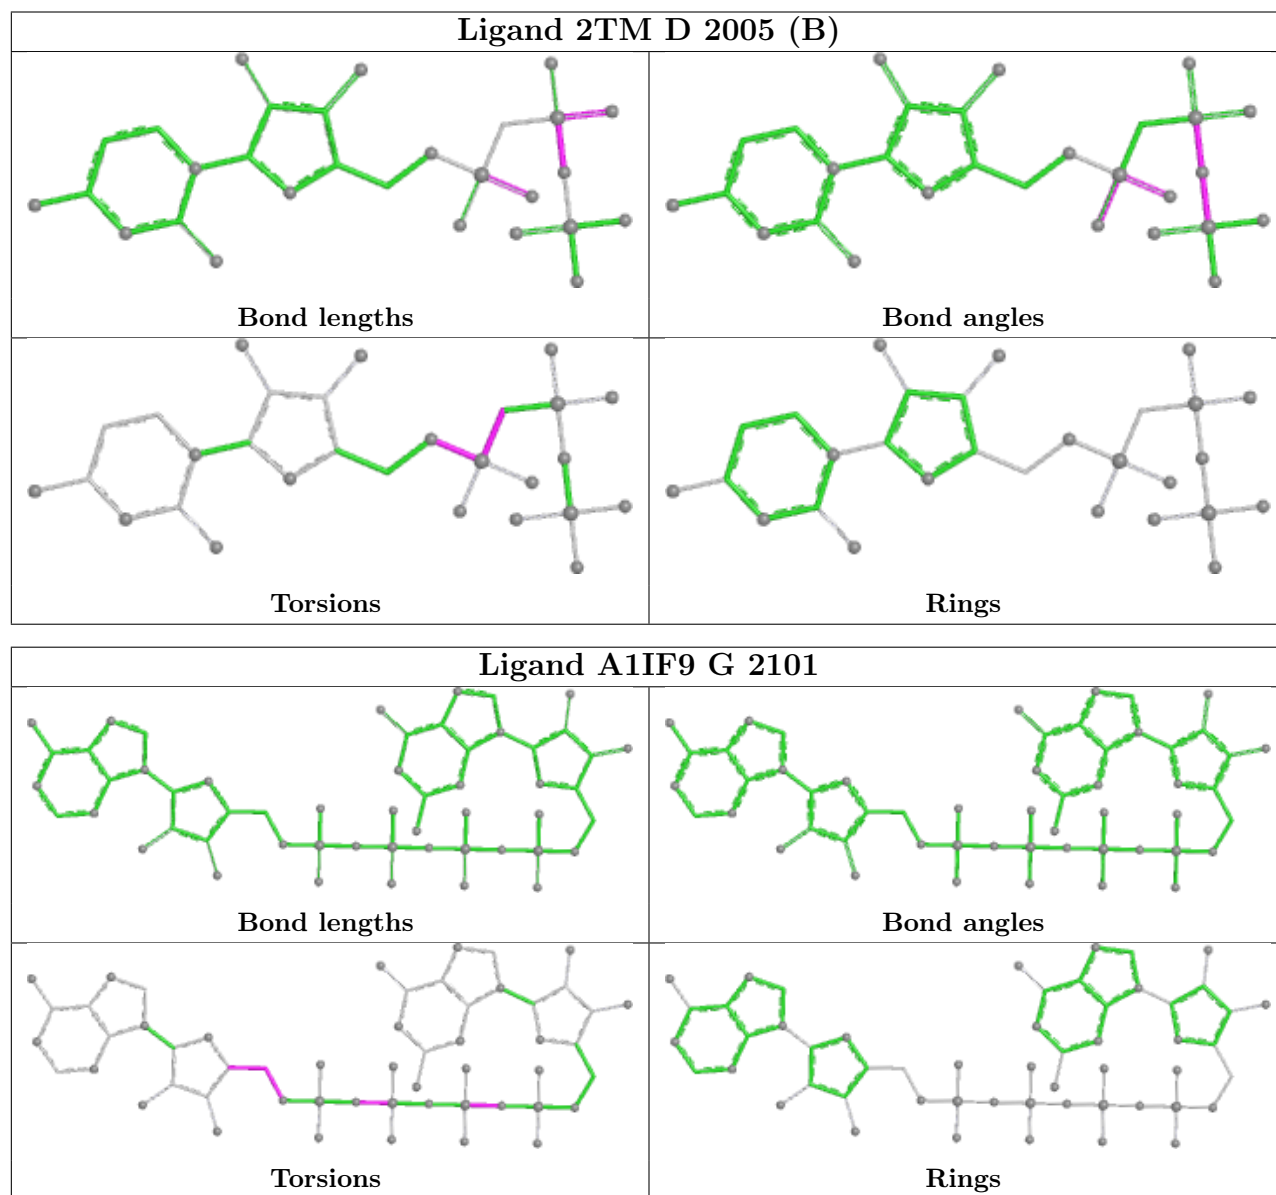 Ligand 2TM D 2005 (B)
Bond lengths
Bond angles
Torsions
Rings
Ligand A1IF9 G 2101
Bond lengths
Bond angles
Torsions
Rings